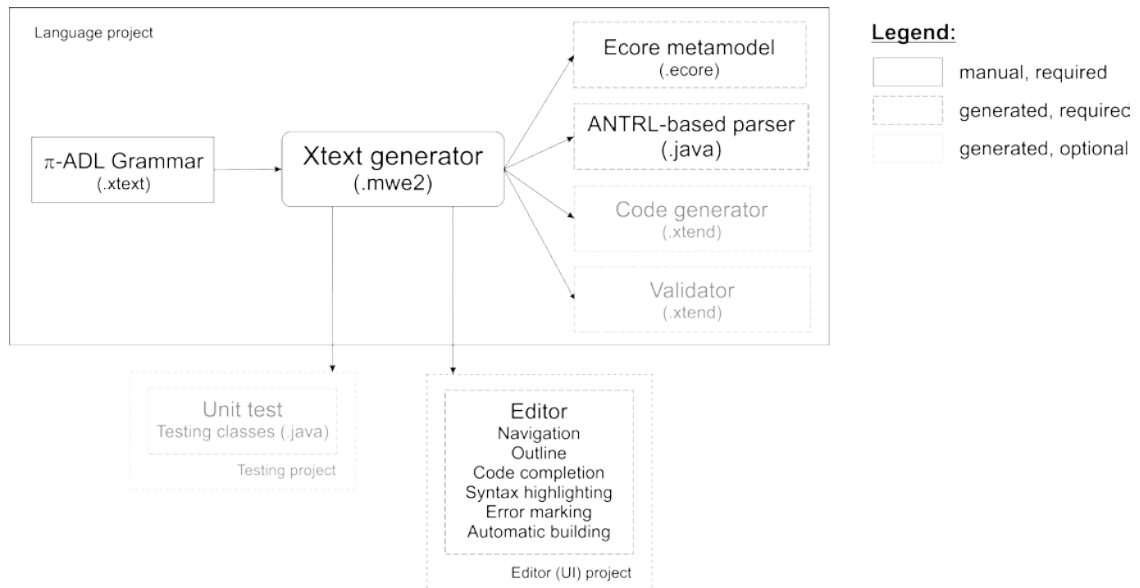 Language project
π-ADL Grammar
(.xtext)
Xtext generator
(.mwe2)
Ecore metamodel
(.ecore)
ANTRL-based parser
(.java)
Code generator
(.xtend)
Validator
(.xtend)
Unit test
Testing classes (.java)
Testing project
Editor
Navigation
Outline
Code completion
Syntax highlighting
Error marking
Automatic building
Editor (UI) project
Legend:
manual, required
generated, required
generated, optional